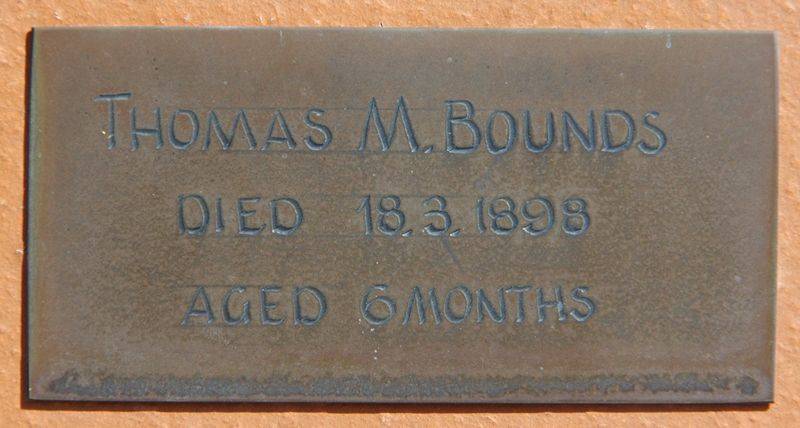 THOMAS M. BOUNDS
DIED 18.3.1898
AGED 6 MONTHS